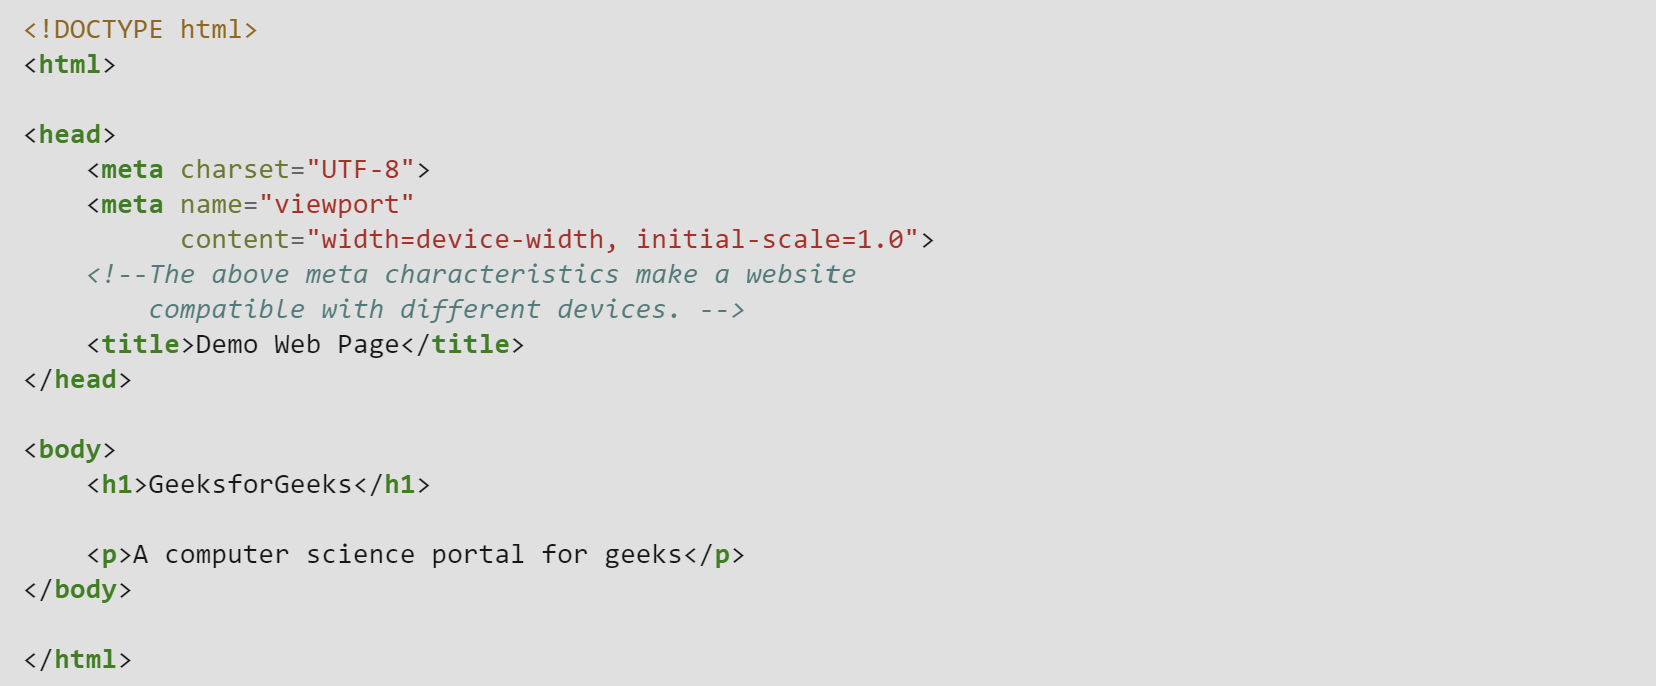 <!DOCTYPE html>
<html>
<head>
    <meta charset="UTF-8">
    <meta name="viewport"
          content="width=device-width, initial-scale=1.0">
    <!--The above meta characteristics make a website
        compatible with different devices. -->
    <title>Demo Web Page</title>
</head>
<body>
    <h1>GeeksforGeeks</h1>
    <p>A computer science portal for geeks</p>
</body>
</html>